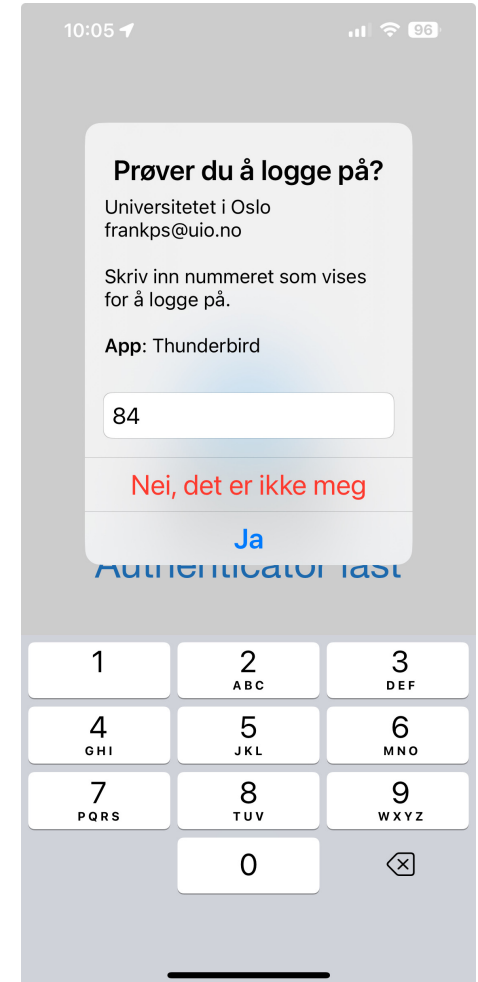 10:05
96
Prøver du å logge på?
Universitetet i Oslo
frankps@uio.no
Skriv inn nummeret som vises
for å logge på.
App: Thunderbird
84
Nei, det er ikke meg
Ja
Authenticator låst
1
2
ABC
3
DEF
4
GHI
5
JKL
6
MNO
7
PQRS
8
TUV
9
WXYZ
0